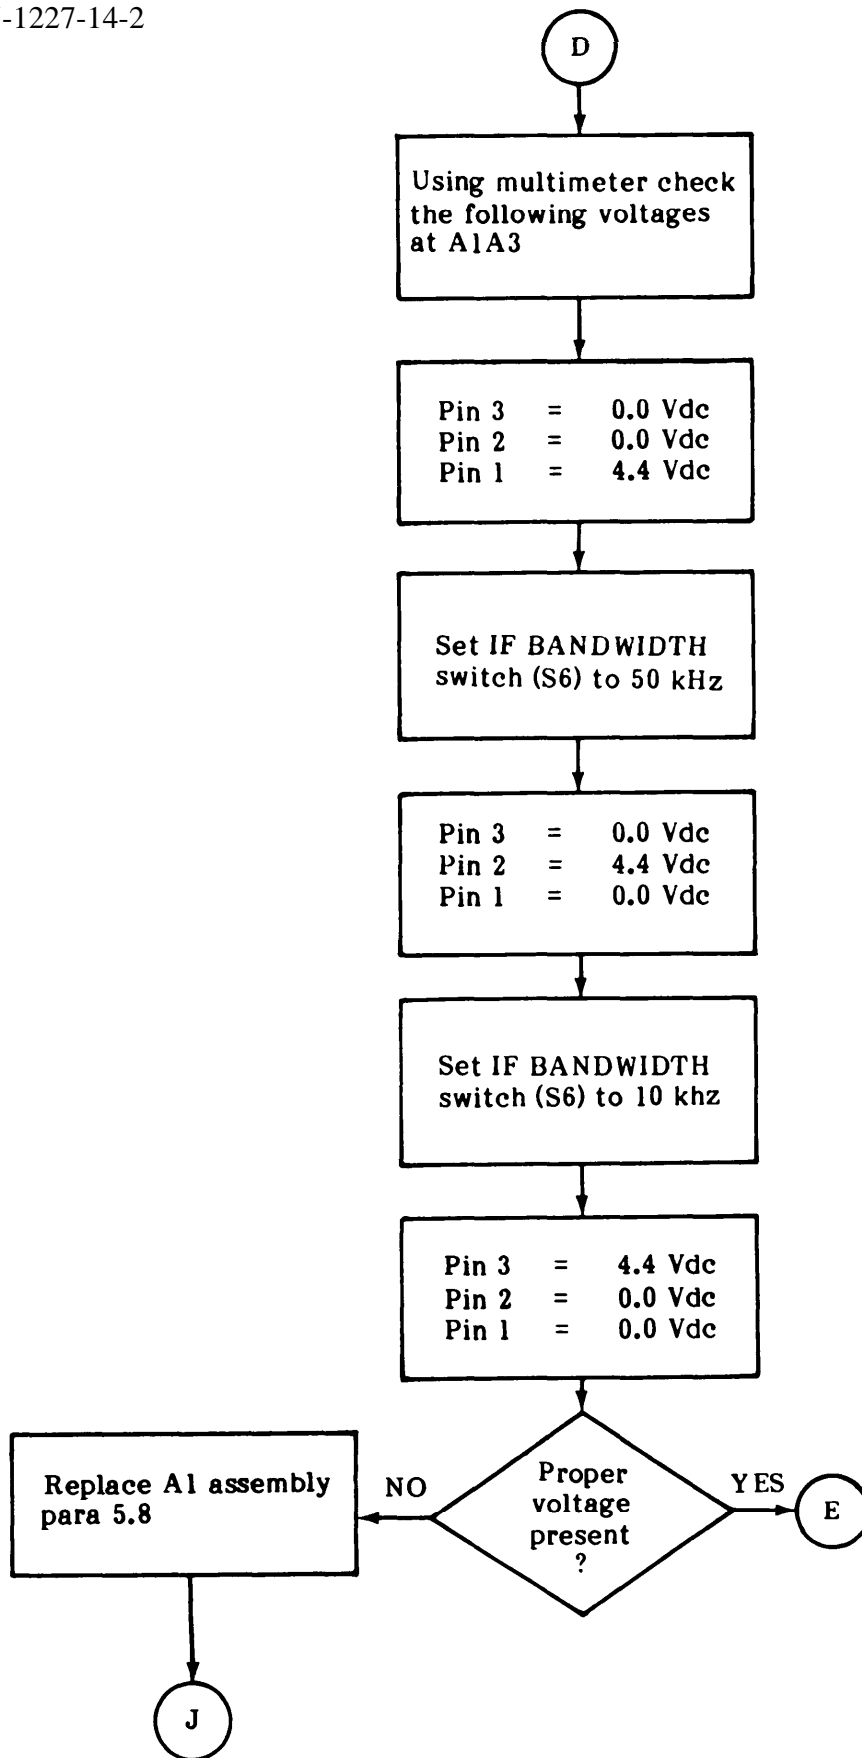 -1227-14-2
D
Using multimeter check
the following voltages
at A1A3
Pin 3 = 0.0 Vdc
Pin 2 = 0.0 Vdc
Pin 1 = 4.4 Vdc
Set IF BANDWIDTH
switch (S6) to 50 kHz
Pin 3 = 0.0 Vdc
Pin 2 = 4.4 Vdc
Pin 1 = 0.0 Vdc
Set IF BANDWIDTH
switch (S6) to 10 khz
Pin 3 = 4.4 Vdc
Pin 2 = 0.0 Vdc
Pin 1 = 0.0 Vdc
Proper
voltage
present
?
YES
E
NO
Replace A1 assembly
para 5.8
J